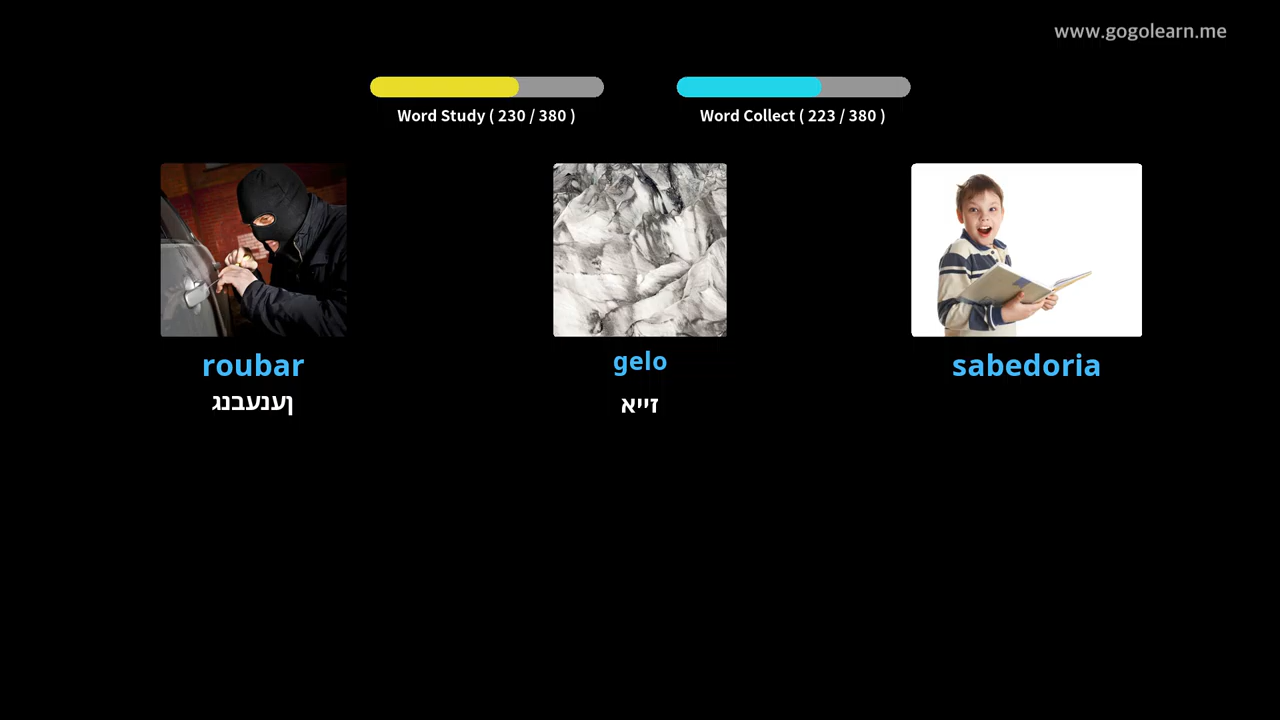 www.gogolearn.me
Word Study ( 230 / 380 )
Word Collect ( 223 / 380 )
roubar
גנבענען
gelo
אייז
sabedoria